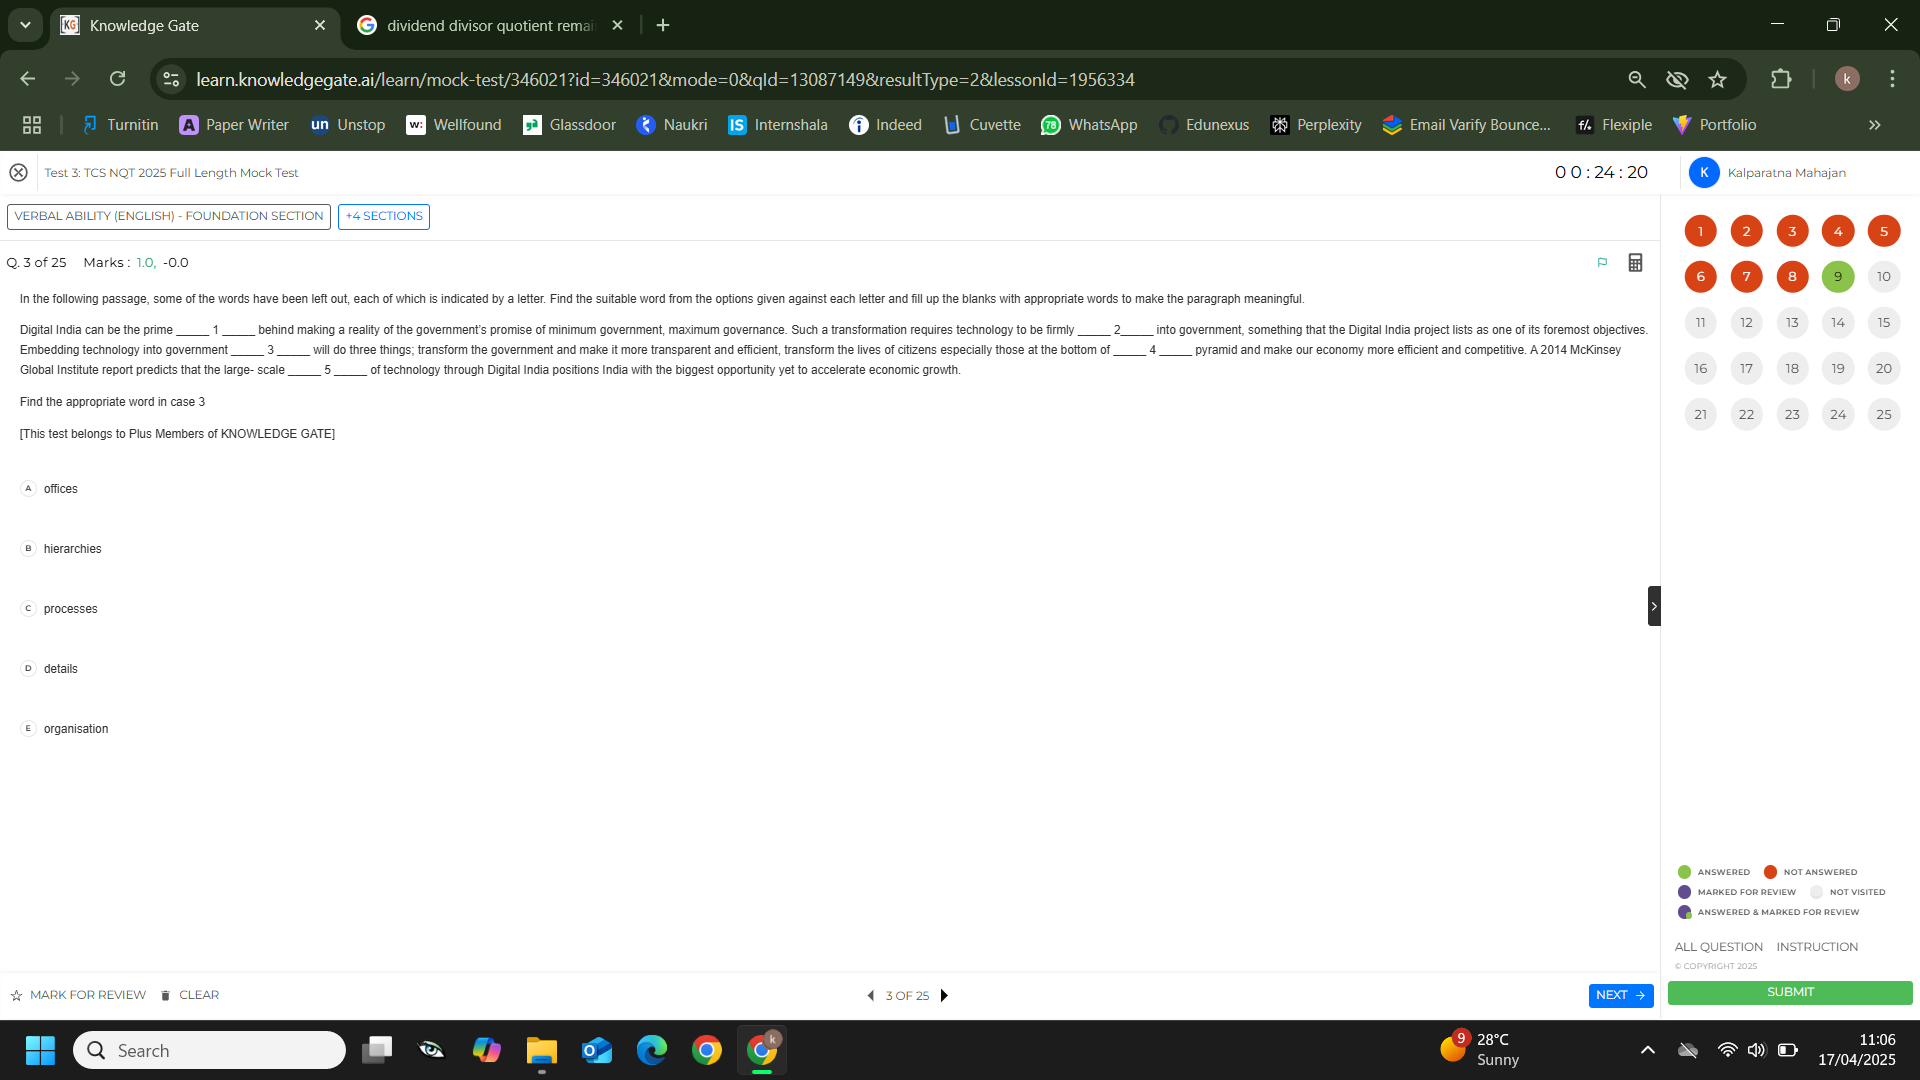 Knowledge Gate
dividend divisor quotient remai
learn.knowledgegate.ai/learn/mock-test/346021?id=346021&mode=0&qId=13087149&resultType=2&lessonId=1956334
k
Turnitin
A Paper Writer
un Unstop
w: Wellfound
Glassdoor
Naukri
IS Internshala
Indeed
Cuvette
78 WhatsApp
Edunexus
Perplexity
Email Varify Bounce...
f/. Flexiple
Portfolio
Test 3: TCS NQT 2025 Full Length Mock Test
0 0 : 24 : 20
K Kalparatna Mahajan
VERBAL ABILITY (ENGLISH) - FOUNDATION SECTION +4 SECTIONS
Q. 3 of 25 Marks : 1.0, -0.0
In the following passage, some of the words have been left out, each of which is indicated by a letter. Find the suitable word from the options given against each letter and fill up the blanks with appropriate words to make the paragraph meaningful.
Digital India can be the prime _____ 1 _____ behind making a reality of the government's promise of minimum government, maximum governance. Such a transformation requires technology to be firmly _____ 2_____ into government, something that the Digital India project lists as one of its foremost objectives.
Embedding technology into government _____ 3 _____ will do three things; transform the government and make it more transparent and efficient, transform the lives of citizens especially those at the bottom of _____ 4 _____ pyramid and make our economy more efficient and competitive. A 2014 McKinsey
Global Institute report predicts that the large- scale _____ 5 _____ of technology through Digital India positions India with the biggest opportunity yet to accelerate economic growth.
Find the appropriate word in case 3
[This test belongs to Plus Members of KNOWLEDGE GATE]
A offices
B hierarchies
C processes
D details
E organisation
1 2 3 4 5
6 7 8 9 10
11 12 13 14 15
16 17 18 19 20
21 22 23 24 25
ANSWERED NOT ANSWERED
MARKED FOR REVIEW NOT VISITED
ANSWERED & MARKED FOR REVIEW
ALL QUESTION INSTRUCTION
© COPYRIGHT 2025
SUBMIT
MARK FOR REVIEW CLEAR
3 OF 25
NEXT
Search
k
9
28°C
Sunny
11:06
17/04/2025